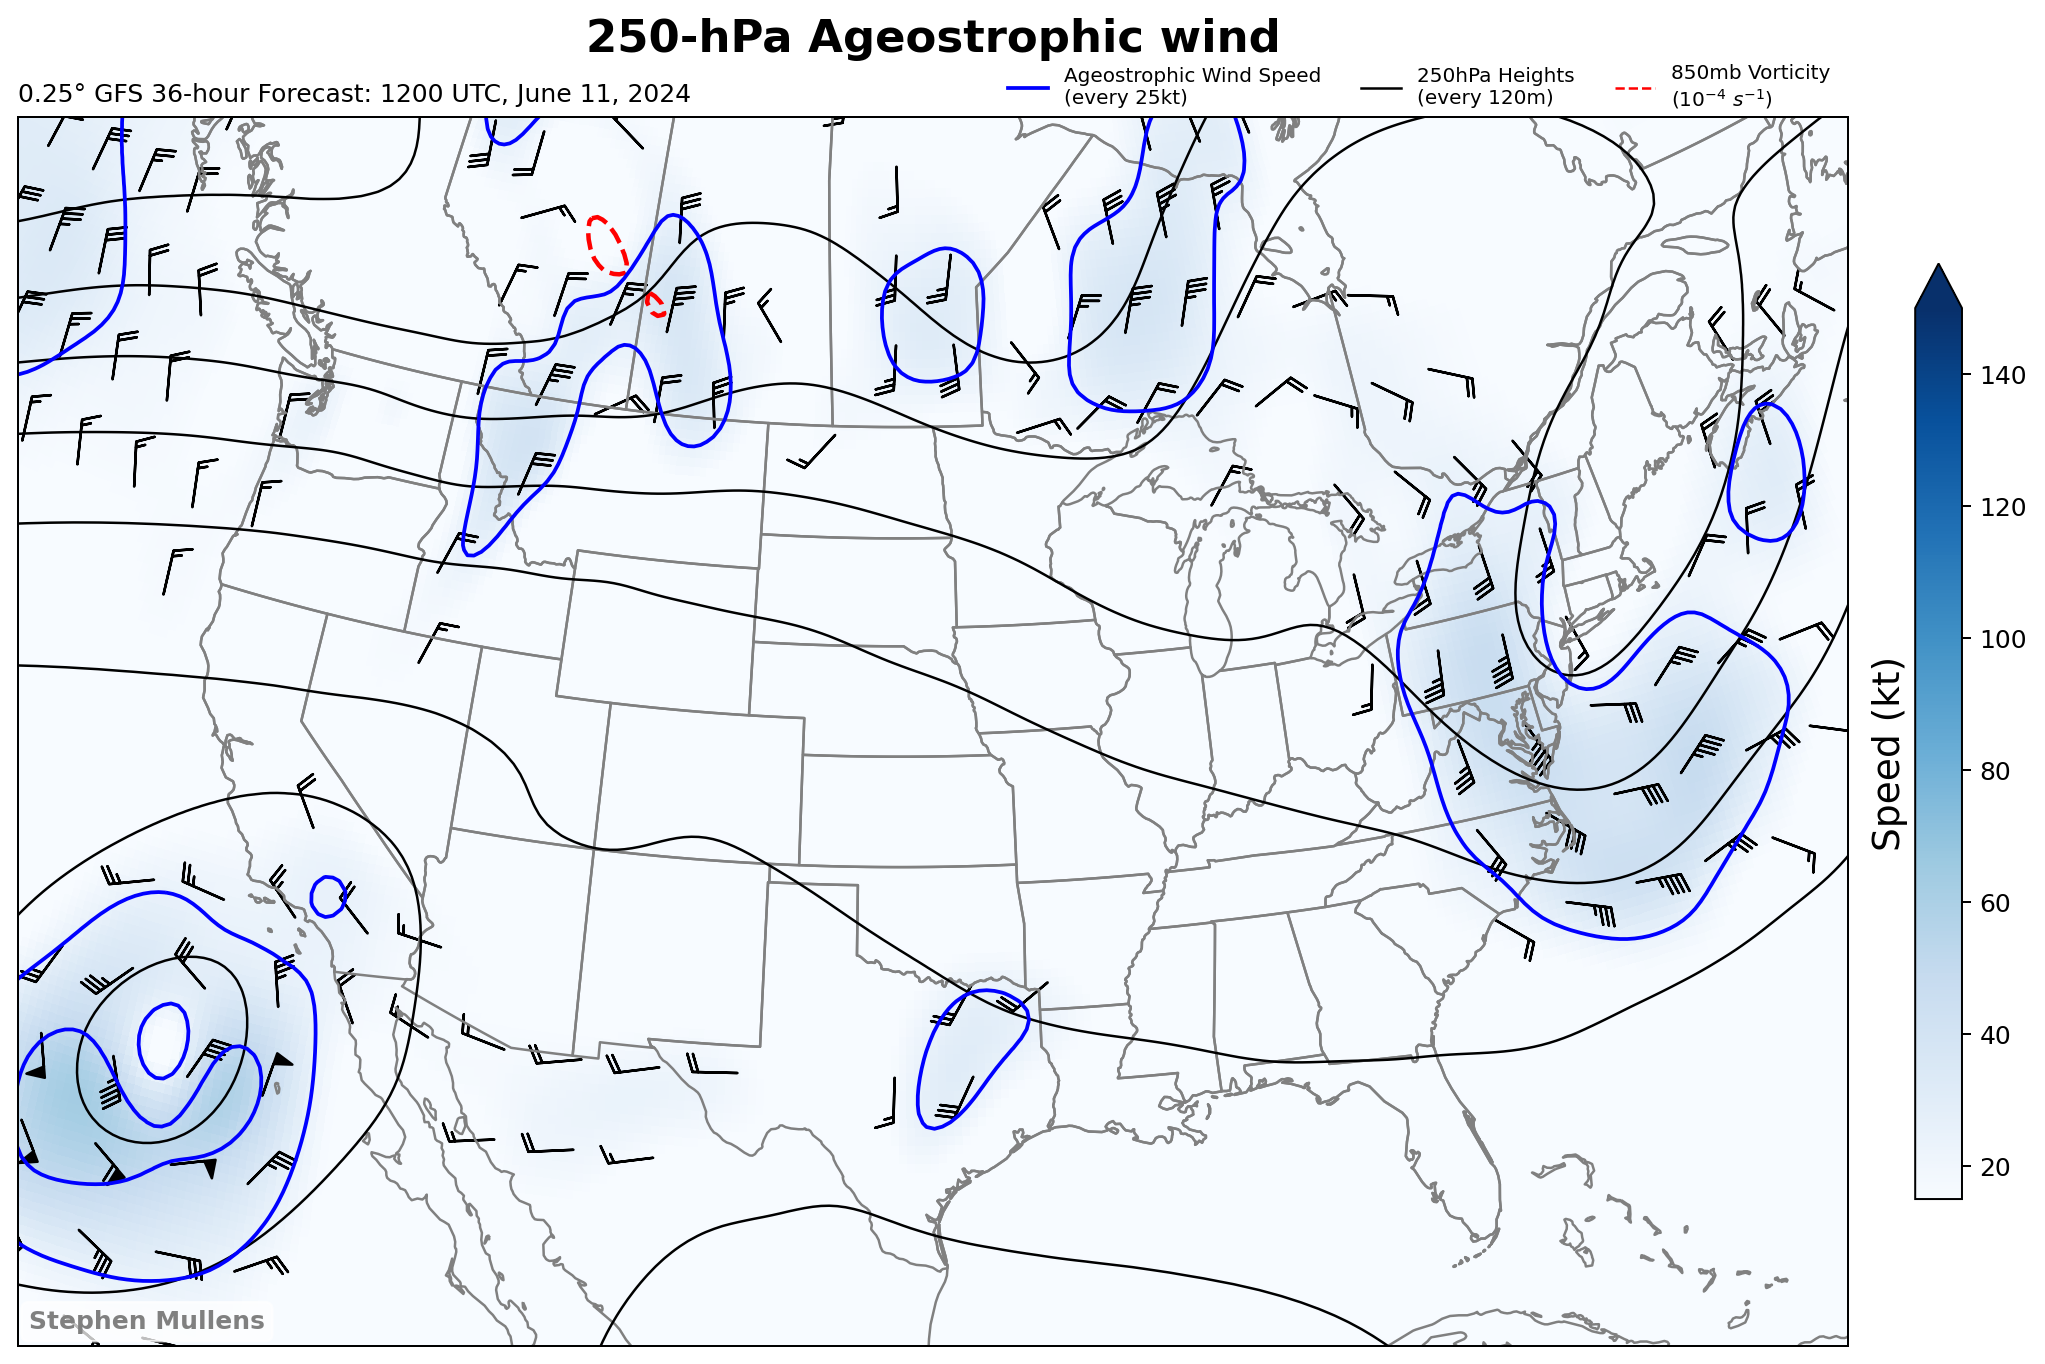 250-hPa Ageostrophic wind
0.25° GFS 36-hour Forecast: 1200 UTC, June 11, 2024
Ageostrophic Wind Speed
(every 25kt)
250hPa Heights
(every 120m)
850mb Vorticity
(10⁻⁴ s⁻¹)
140
120
100
80
60
40
20
Speed (kt)
Stephen Mullens